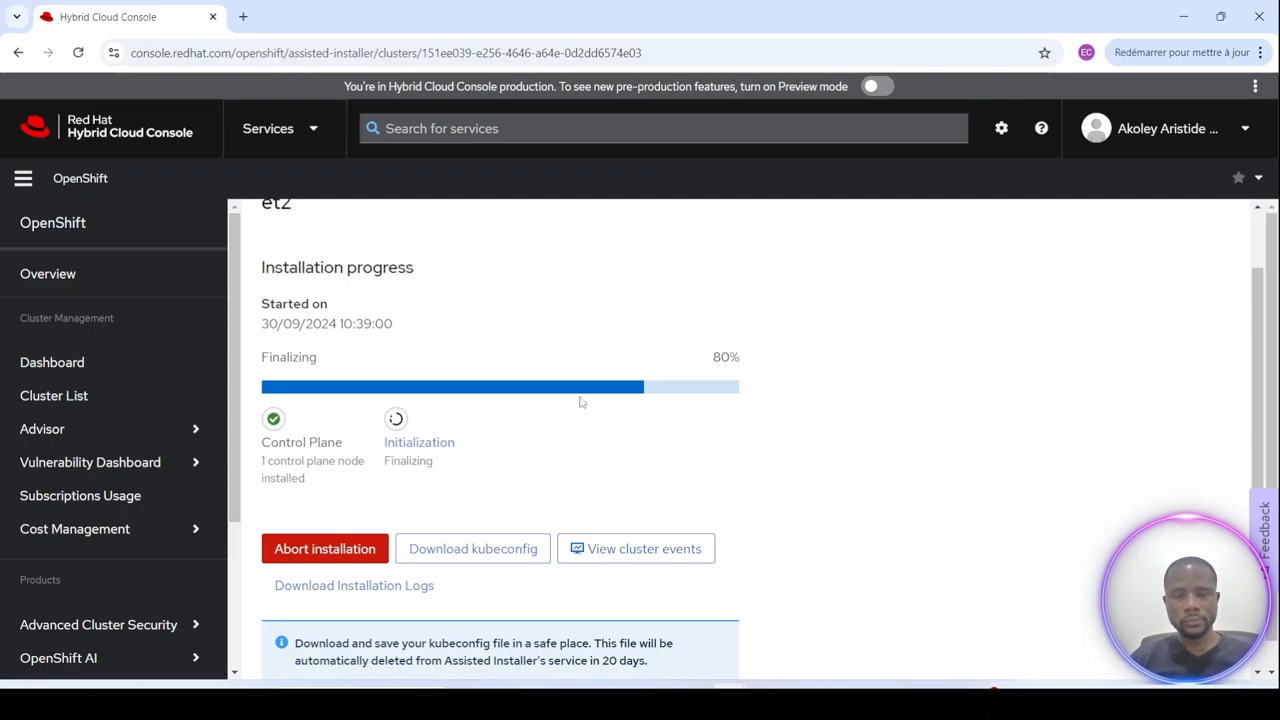 Hybrid Cloud Console
console.redhat.com/openshift/assisted-installer/clusters/151ee039-e256-4646-a64e-0d2dd6574e03
EC
Redémarrer pour mettre à jour
You're in Hybrid Cloud Console production. To see new pre-production features, turn on Preview mode
Red Hat
Hybrid Cloud Console
Services
Search for services
Akoley Aristide ...
OpenShift
OpenShift
Overview
Cluster Management
Dashboard
Cluster List
Advisor
Vulnerability Dashboard
Subscriptions Usage
Cost Management
Products
Advanced Cluster Security
OpenShift AI
et2
Installation progress
Started on
30/09/2024 10:39:00
Finalizing
80%
Control Plane
1 control plane node
installed
Initialization
Finalizing
Abort installation
Download kubeconfig
View cluster events
Download Installation Logs
Download and save your kubeconfig file in a safe place. This file will be
automatically deleted from Assisted Installer's service in 20 days.
Feedback